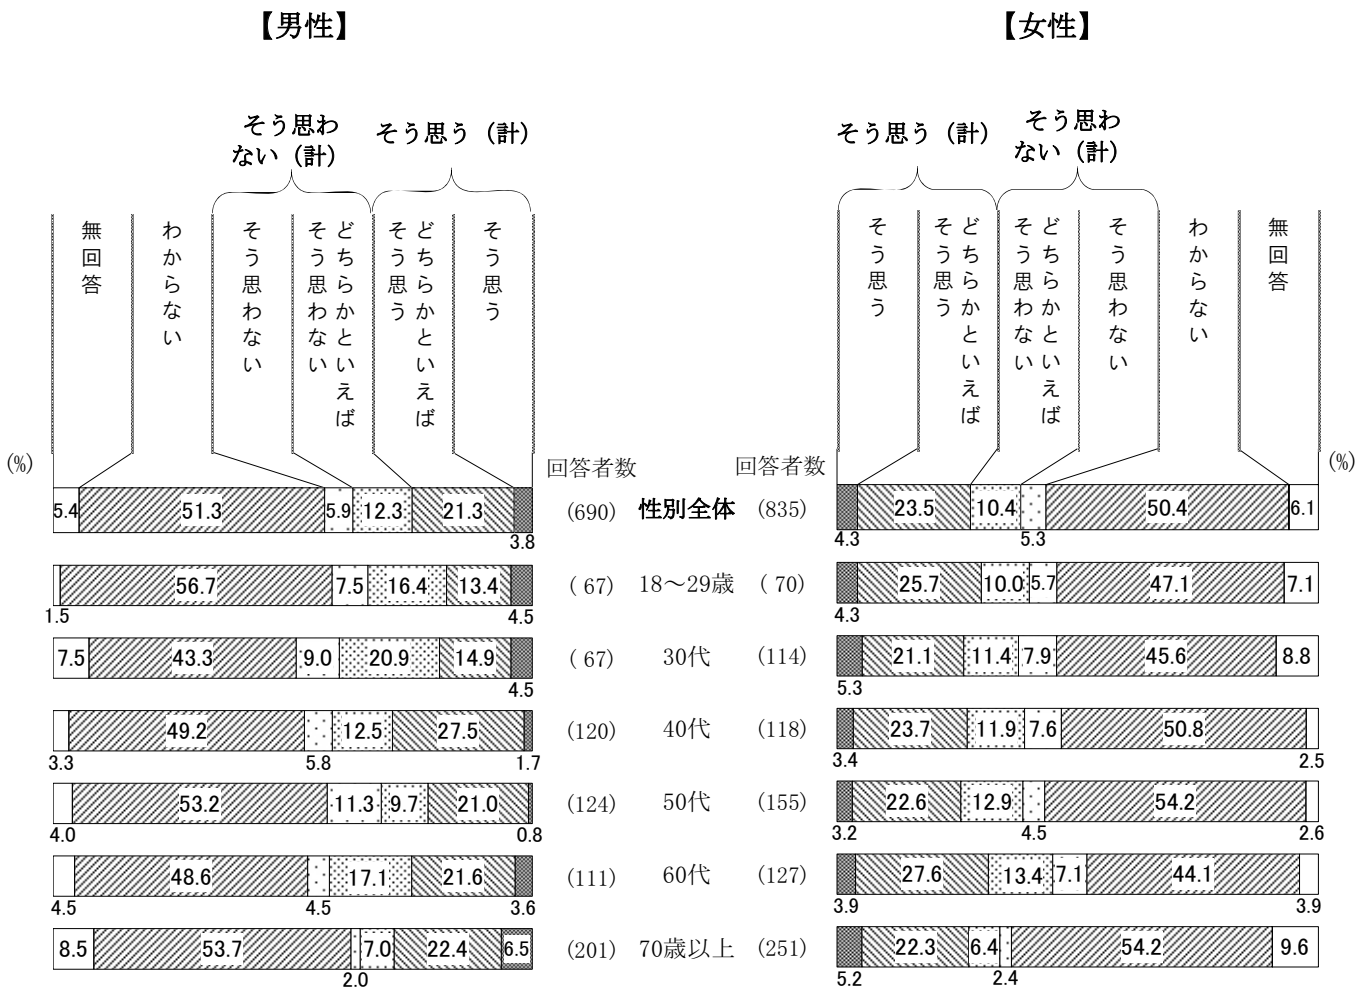 【男性】
【女性】
そう思わ
ない（計）
そう思う（計）
そう思う（計）
そう思わ
ない（計）
無回答
わからない
そう思わない
どちらかといえば
そう思わない
どちらかといえば
そう思う
そう思う
そう思う
どちらかといえば
そう思う
どちらかといえば
そう思わない
そう思わない
わからない
無回答
(%)
回答者数
回答者数
(%)
5.4 51.3 5.9 12.3 21.3 (690) 性別全体 (835) 23.5 10.4 50.4 6.1
3.8 4.3 5.3
56.7 7.5 16.4 13.4 ( 67) 18～29歳 ( 70) 25.7 10.0 5.7 47.1 7.1
1.5 4.5 4.3
7.5 43.3 9.0 20.9 14.9 ( 67) 30代 (114) 21.1 11.4 7.9 45.6 8.8
4.5 5.3
49.2 12.5 27.5 (120) 40代 (118) 23.7 11.9 7.6 50.8
3.3 5.8 1.7 3.4 2.5
53.2 11.3 9.7 21.0 (124) 50代 (155) 22.6 12.9 54.2
4.0 0.8 3.2 4.5 2.6
48.6 17.1 21.6 (111) 60代 (127) 27.6 13.4 7.1 44.1
4.5 4.5 3.6 3.9 3.9
8.5 53.7 7.0 22.4 6.5 (201) 70歳以上 (251) 22.3 6.4 54.2 9.6
2.0 5.2 2.4